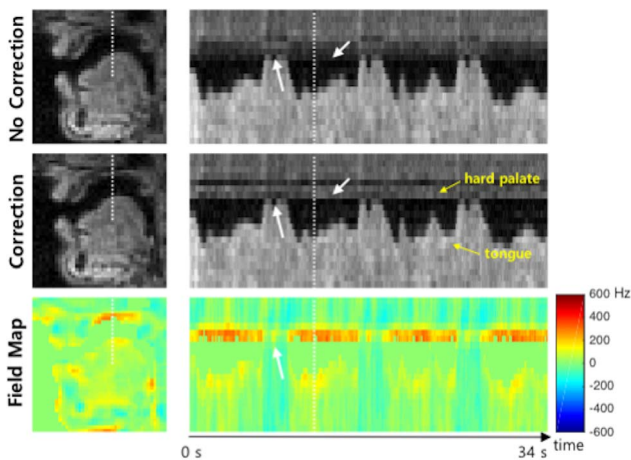 No Correction
Correction
hard palate
tongue
Field Map
600 Hz
400
200
0
-200
-400
-600
0 s
34 s
time